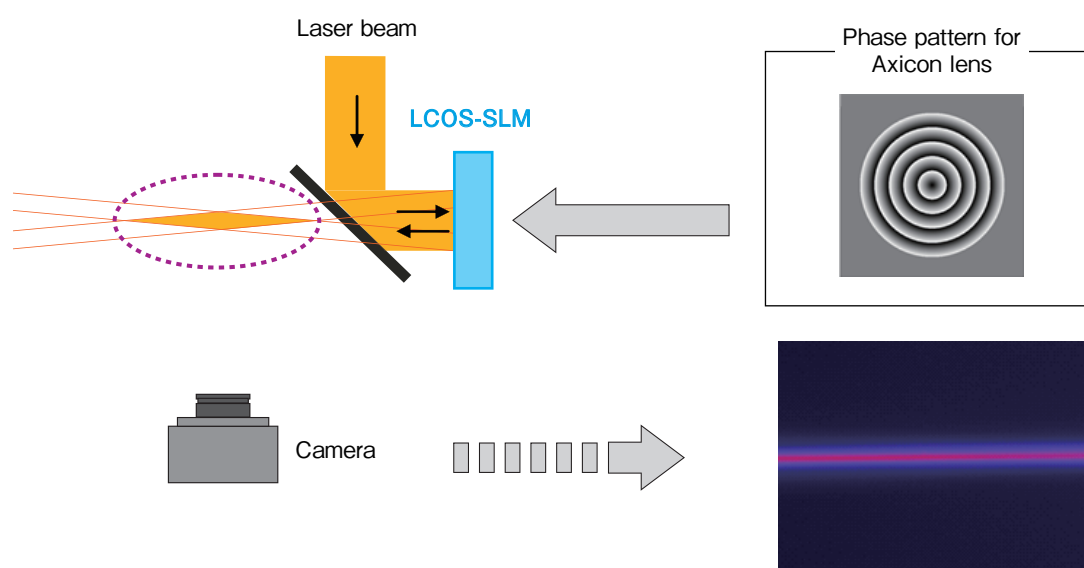 Laser beam
LCOS-SLM
Phase pattern for
Axicon lens
Camera